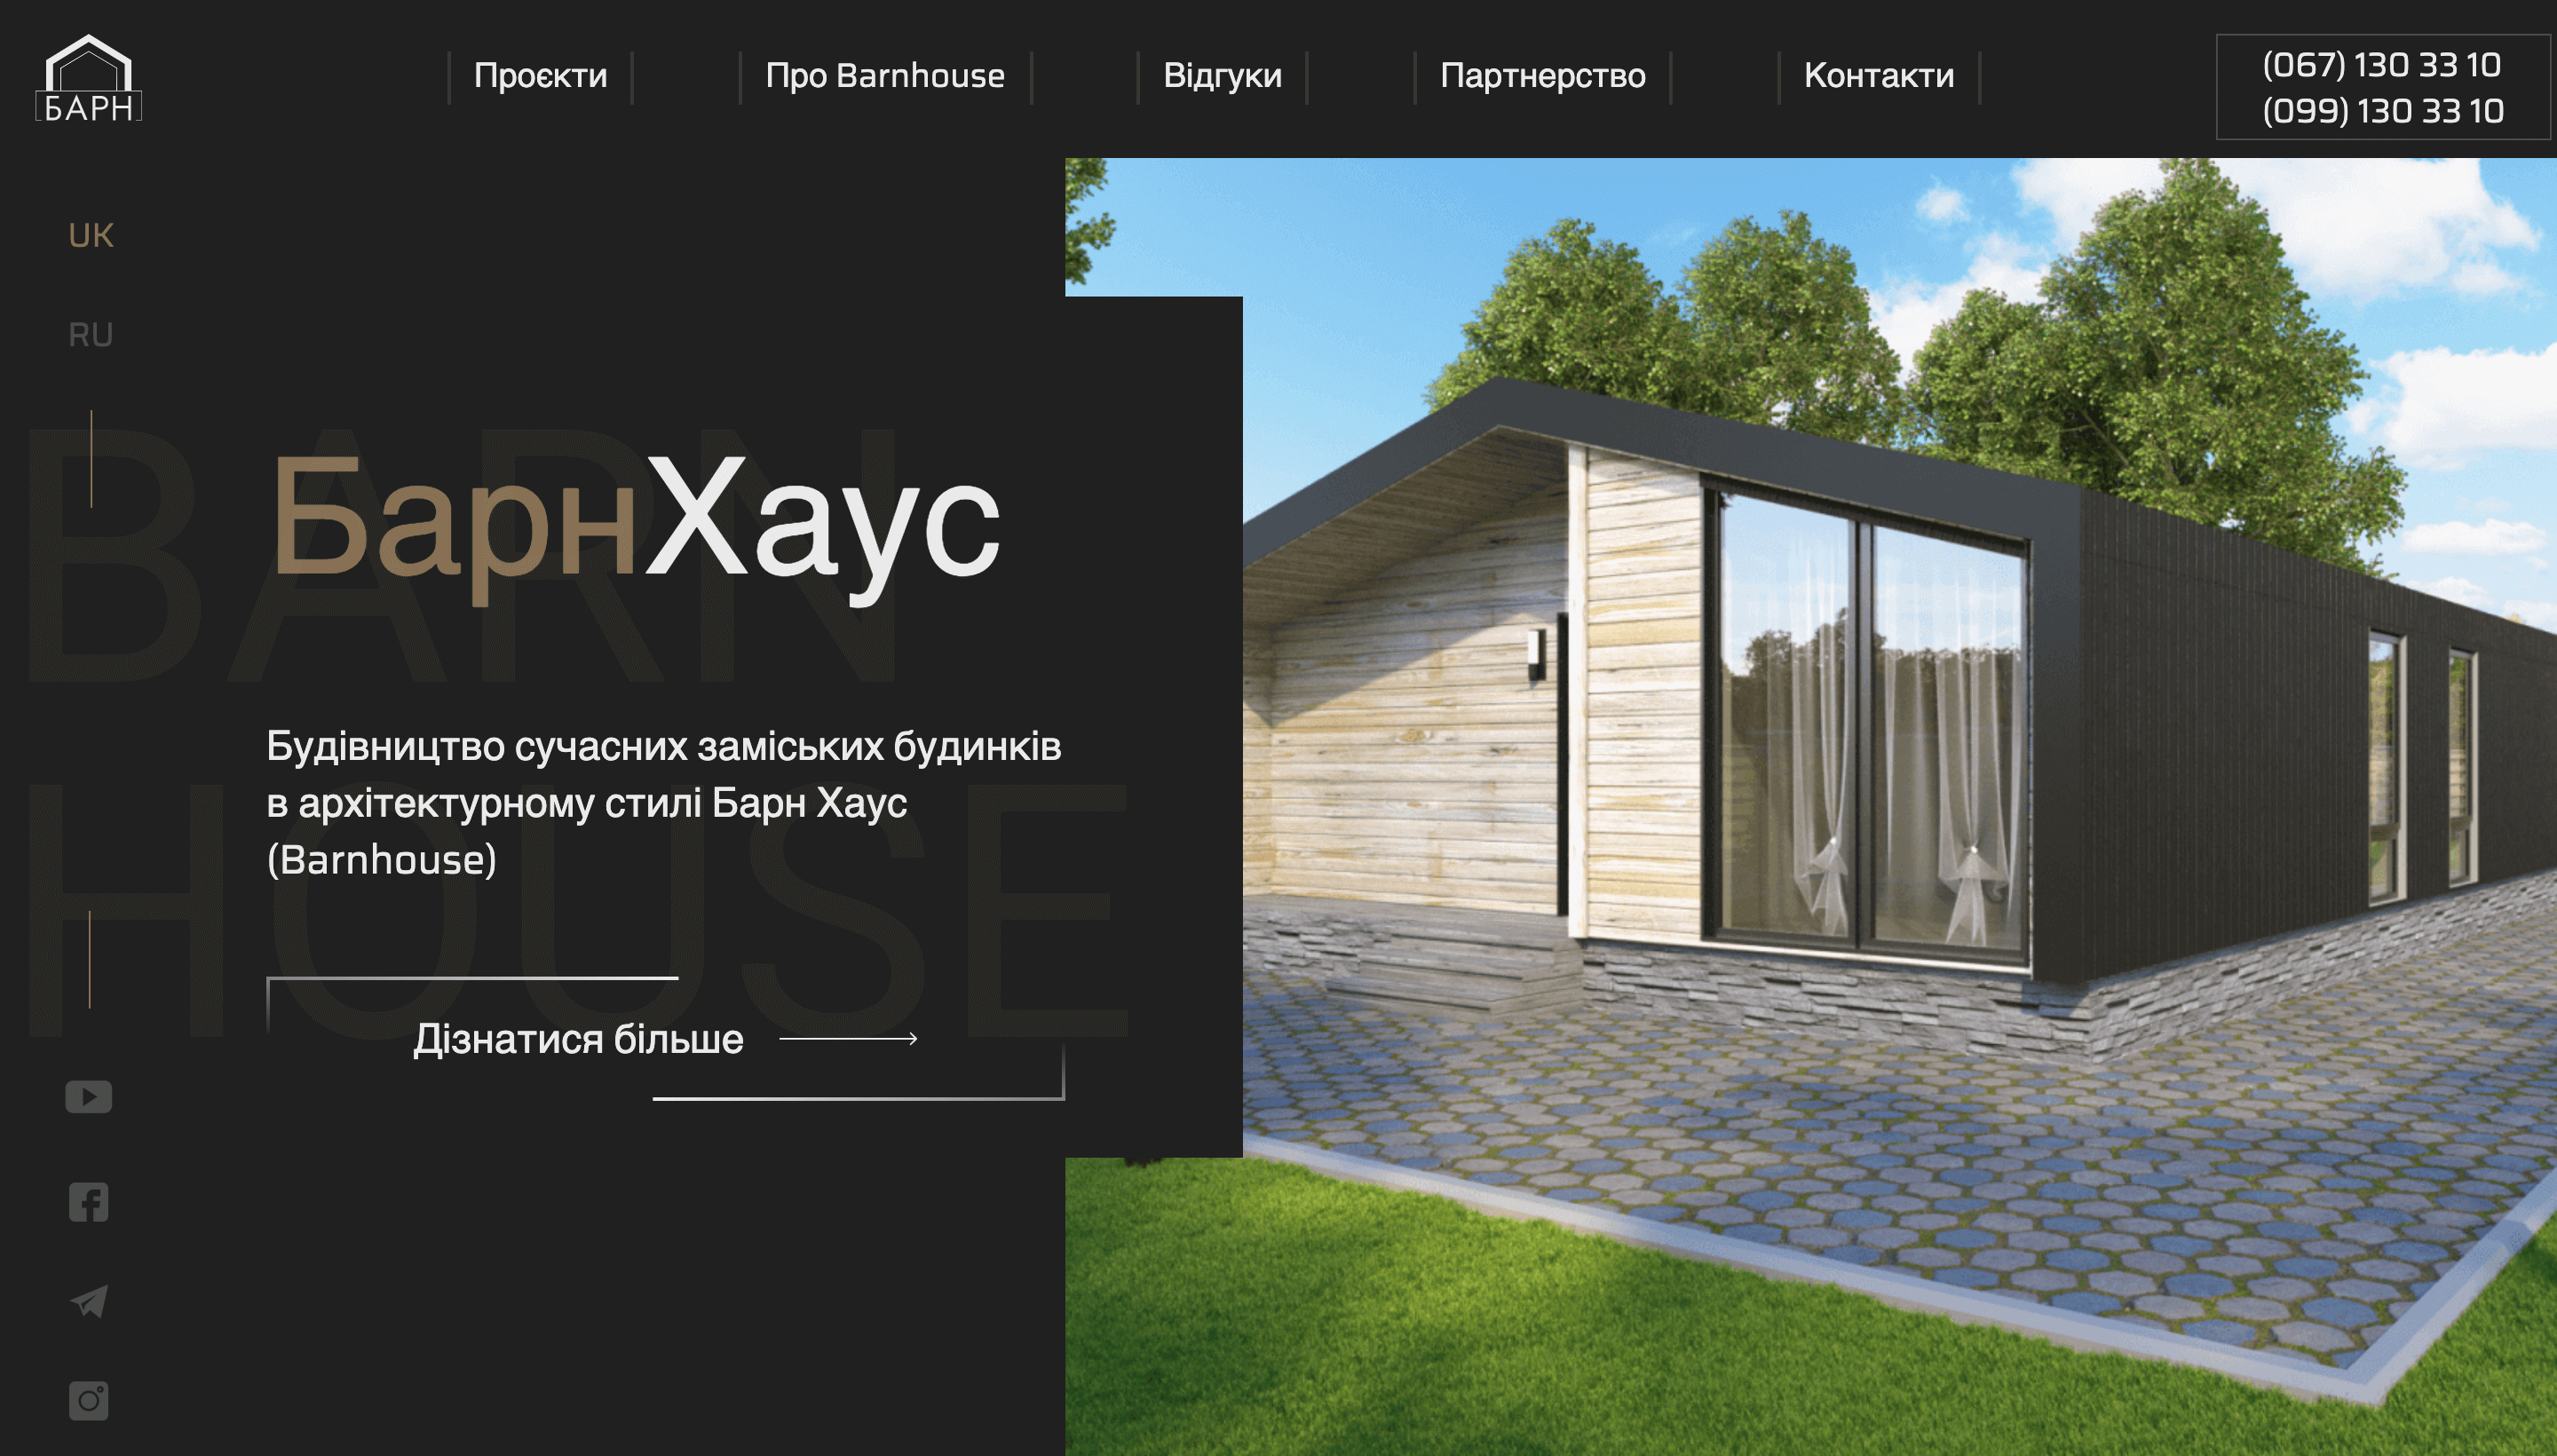 БАРН
Проєкти
Про Barnhouse
Відгуки
Партнерство
Контакти
(067) 130 33 10
(099) 130 33 10
UK
RU
BARN
HOUSE
БарнХаус
Будівництво сучасних заміських будинків
в архітектурному стилі Барн Хаус
(Barnhouse)
Дізнатися більше